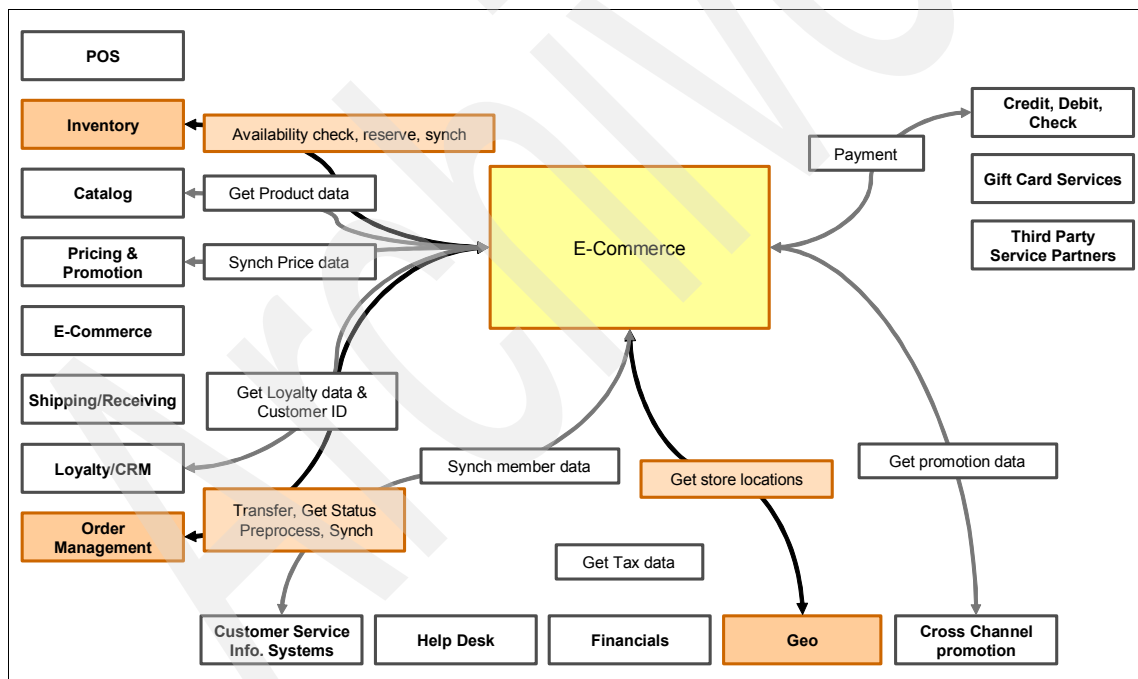 POS
Inventory
Availability check, reserve, synch
Catalog
Get Product data
Pricing &
Promotion
Synch Price data
E-Commerce
Shipping/Receiving
Get Loyalty data &
Customer ID
Loyalty/CRM
Order
Management
Transfer, Get Status
Preprocess, Synch
E-Commerce
Payment
Credit, Debit,
Check
Gift Card Services
Third Party
Service Partners
Synch member data
Get store locations
Get promotion data
Get Tax data
Customer Service
Info. Systems
Help Desk
Financials
Geo
Cross Channel
promotion
Archiv